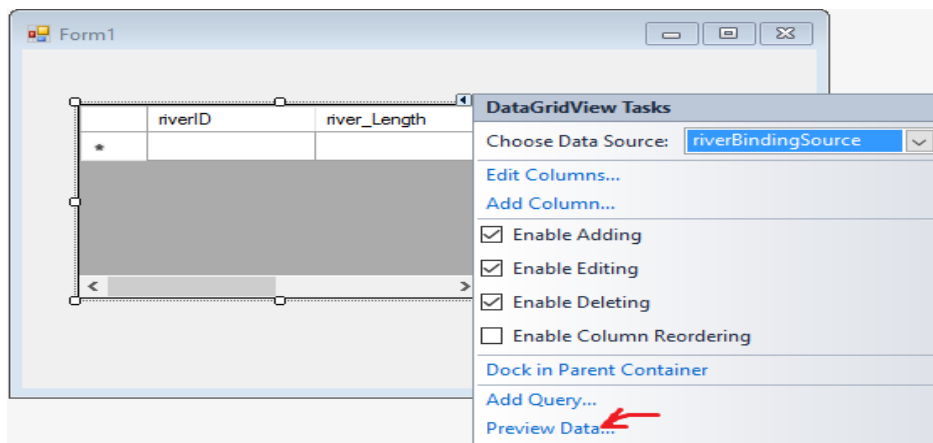 Form1
riverID river_Length
*
DataGridView Tasks
Choose Data Source: riverBindingSource
Edit Columns...
Add Column...
Enable Adding
Enable Editing
Enable Deleting
Enable Column Reordering
Dock in Parent Container
Add Query...
Preview Data...